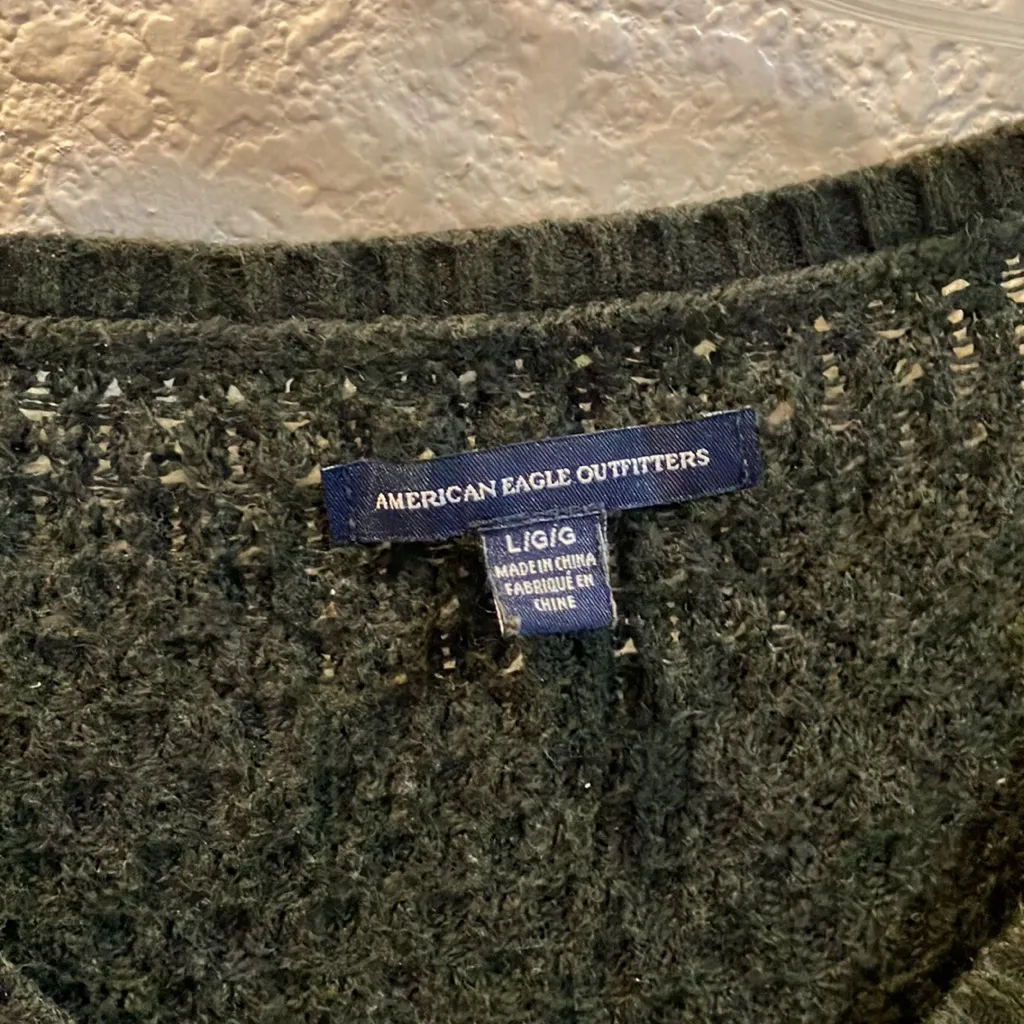 AMERICAN EAGLE OUTFITTERS
L/G/G
MADE IN CHINA
FABRIQUÉ EN
CHINE